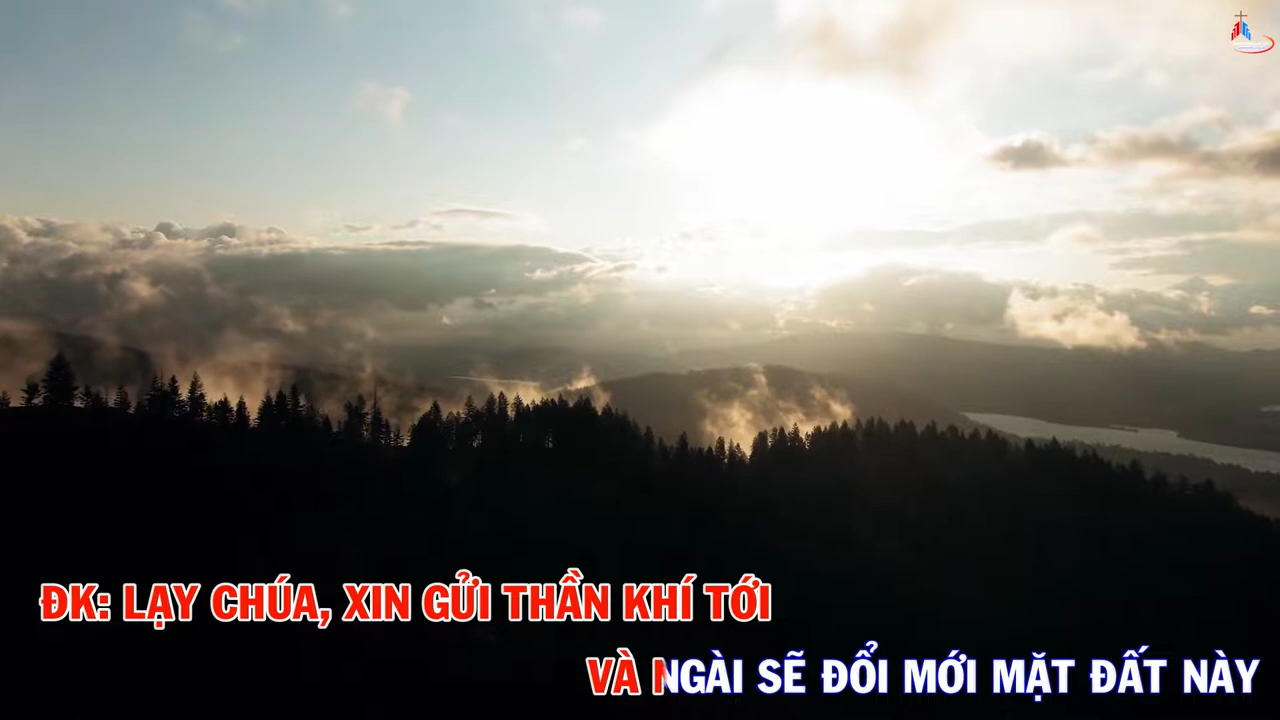 ĐK: LẠY CHÚA, XIN GỬI THẦN KHÍ TỚI
VÀ NGÀI SẼ ĐỔI MỚI MẶT ĐẤT NÀY